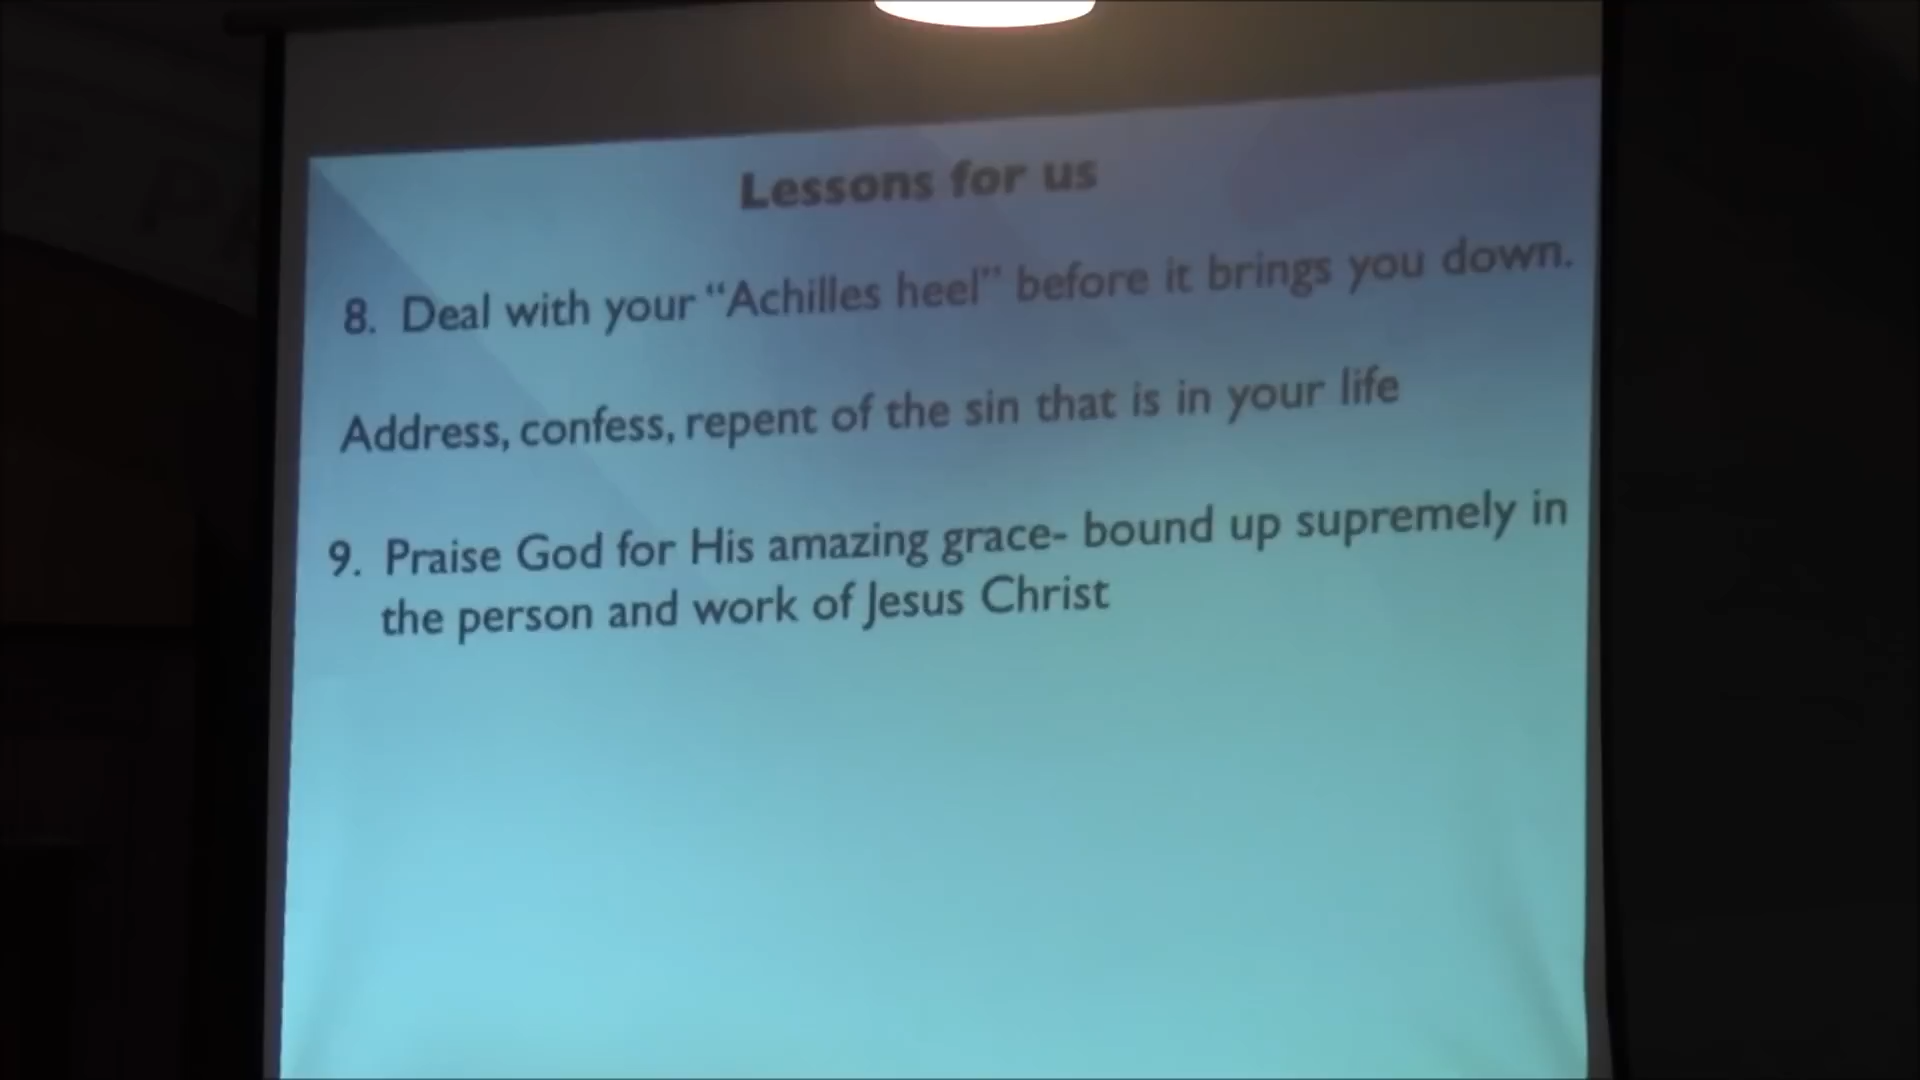 Lessons for us
8. Deal with your “Achilles heel” before it brings you down.
Address, confess, repent of the sin that is in your life
9. Praise God for His amazing grace- bound up supremely in
the person and work of Jesus Christ